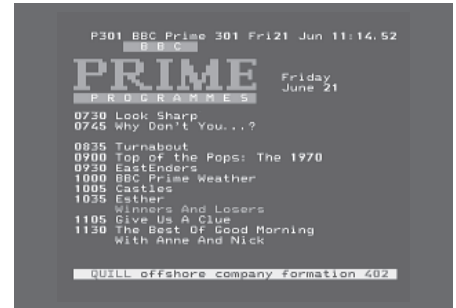 P301 BBC Prime 301 Fri21 Jun 11:14.52
BBC
PRIME
Friday
June 21
PROGRAMMES
0730 Look Sharp
0745 Why Don't You...?
0835 Turnabout
0900 Top of the Pops: The 1970
0930 EastEnders
1000 BBC Prime Weather
1005 Castles
1035 Esther
Winners And Losers
1105 Give Us A Clue
1130 The Best Of Good Morning
With Anne And Nick
QUILL offshore company formation 402